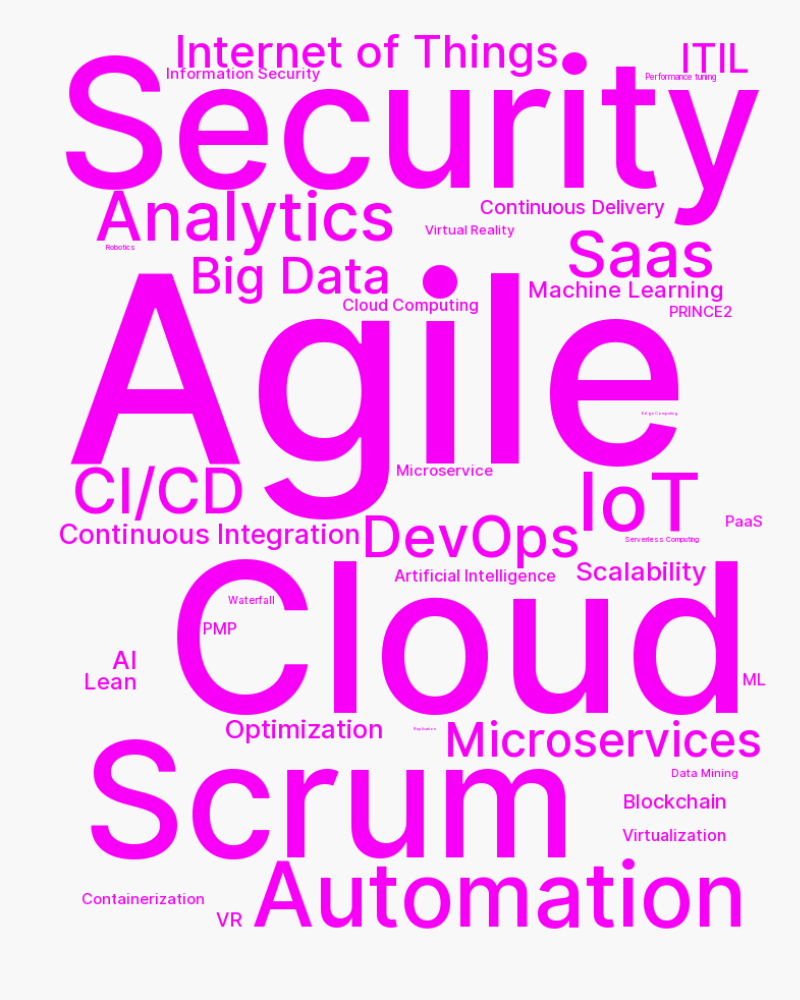 Internet of Things
ITIL
Information Security
Performance tuning
Security
Analytics
Continuous Delivery
Virtual Reality
Robotics
Saas
Big Data
Machine Learning
Cloud Computing
PRINCE2
Agile
Edge Computing
Microservice
CI/CD
IoT
PaaS
Continuous Integration
DevOps
Serverless Computing
Artificial Intelligence
Scalability
Waterfall
PMP
Cloud
AI
Lean
ML
Optimization
Microservices
Data Mining
Scrum
Blockchain
Virtualization
Automation
Containerization
VR